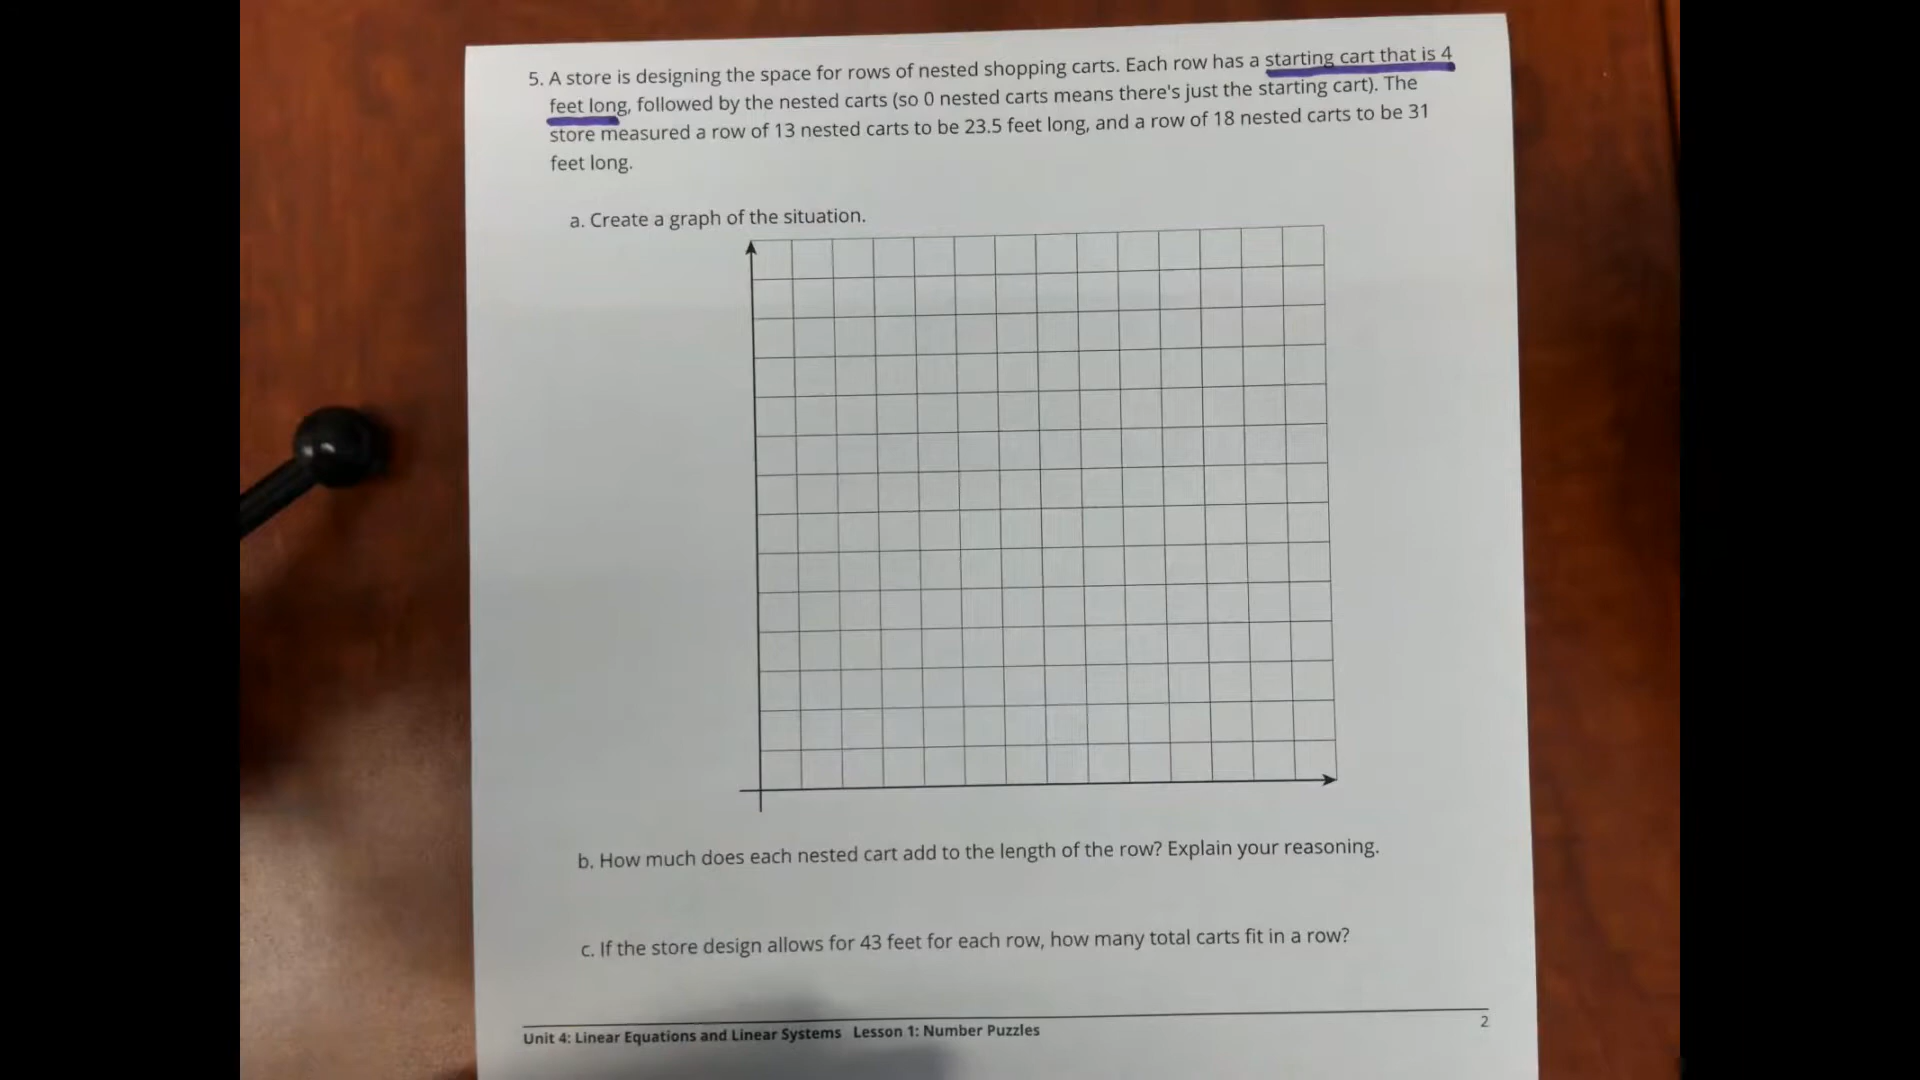 5. A store is designing the space for rows of nested shopping carts. Each row has a starting cart that is 4
feet long, followed by the nested carts (so 0 nested carts means there's just the starting cart). The
store measured a row of 13 nested carts to be 23.5 feet long, and a row of 18 nested carts to be 31
feet long.
a. Create a graph of the situation.
b. How much does each nested cart add to the length of the row? Explain your reasoning.
c. If the store design allows for 43 feet for each row, how many total carts fit in a row?
Unit 4: Linear Equations and Linear Systems Lesson 1: Number Puzzles
2